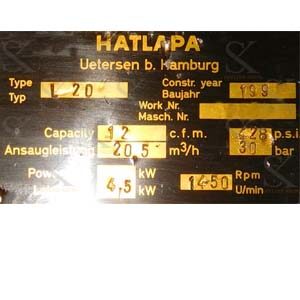 HATLAPA
Uetersen b. Hamburg
Type L 20 Constr. year 199
Typ Baujahr
Work Nr.
Masch. Nr.
Capacity 12 c.f.m. 428 p.s.i.
Ansaugleistung 20,5 m³/h 30 bar
Power kW 1450 Rpm
4,5 kW U/min